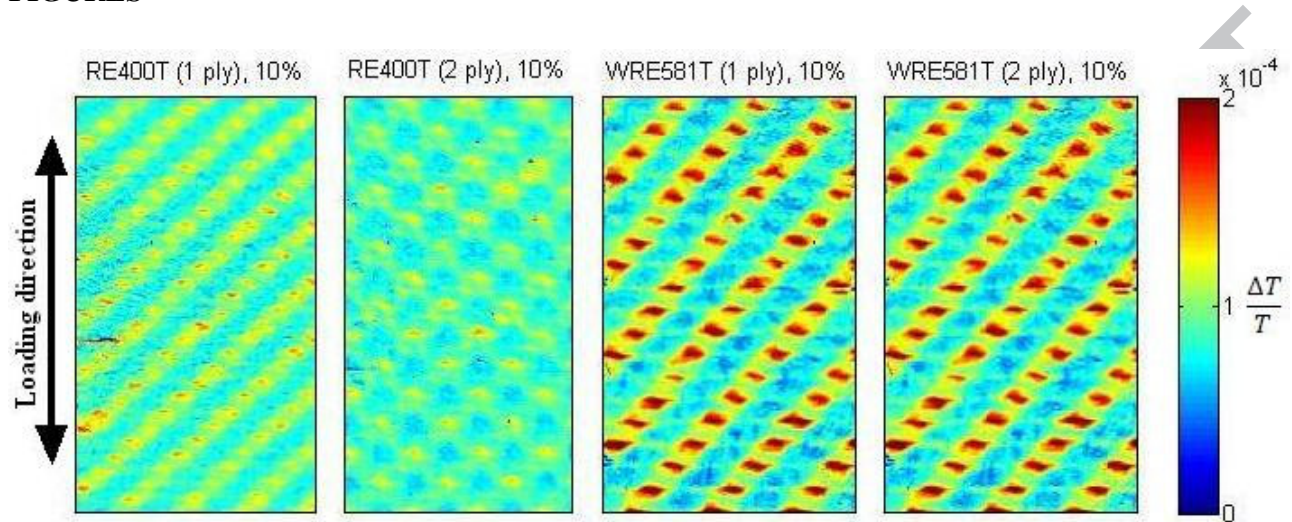 FIGURES
RE400T (1 ply), 10%
RE400T (2 ply), 10%
WRE581T (1 ply), 10%
WRE581T (2 ply), 10%
x 10⁻⁴
2
1
0
ΔT
T
Loading direction